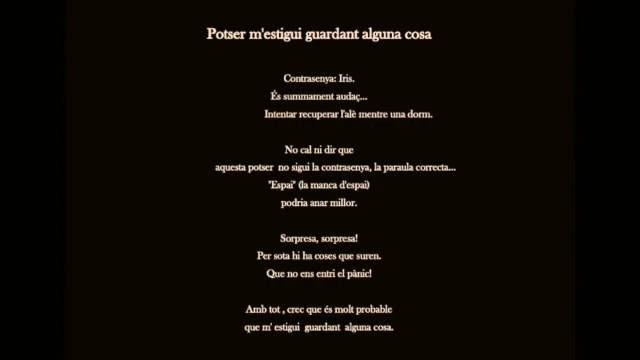 Potser m'estigui guardant alguna cosa
Contrasenya: Iris.
És summament audaç...
Intentar recuperar l'alè mentre una dorm.
No cal ni dir que
aquesta potser no sigui la contrasenya, la paraula correcta...
"Espai" (la manca d'espai)
podria anar millor.
Sorpresa, sorpresa!
Per sota hi ha coses que suren.
Que no ens entri el pànic!
Amb tot , crec que és molt probable
que m' estigui guardant alguna cosa.